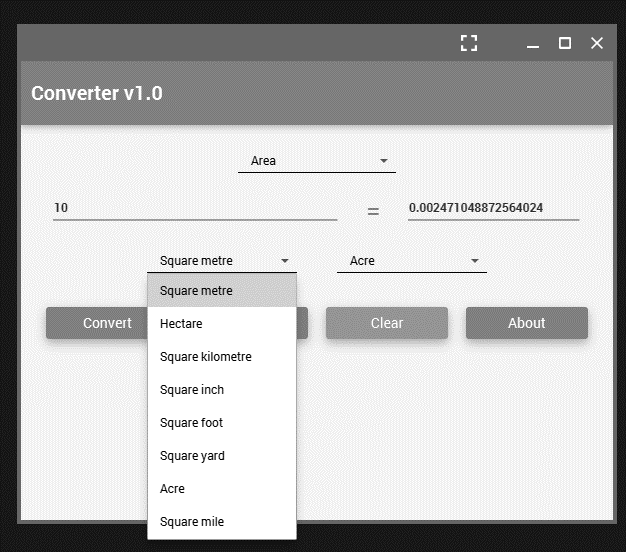 Converter v1.0
Area
10 = 0.002471048872564024
Square metre Acre
Square metre
Convert Clear About
Hectare
Square kilometre
Square inch
Square foot
Square yard
Acre
Square mile